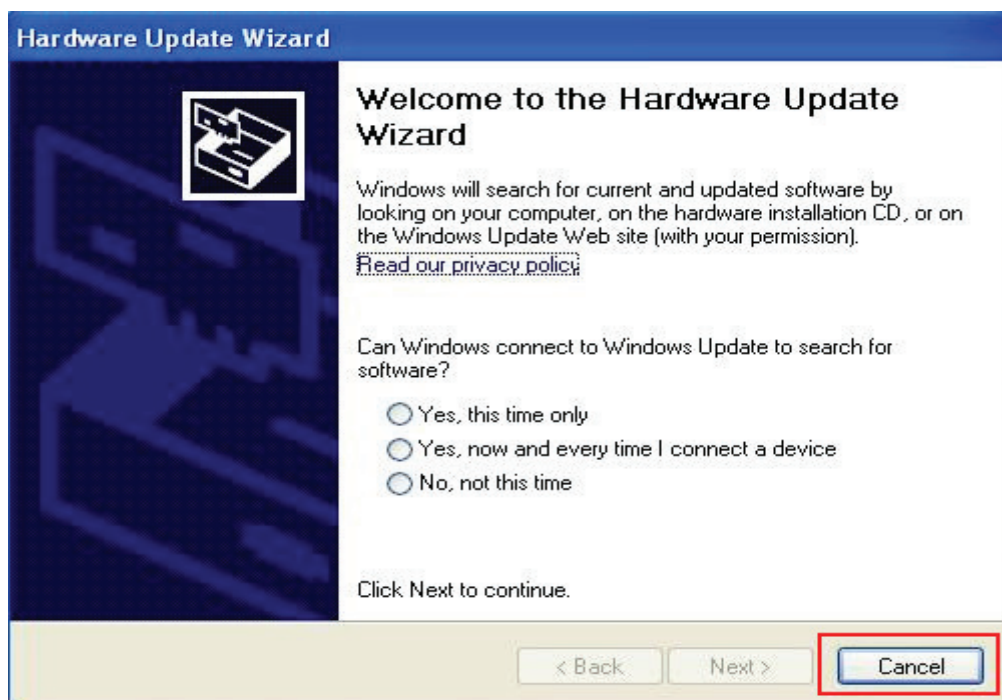 Hardware Update Wizard
Welcome to the Hardware Update
Wizard
Windows will search for current and updated software by
looking on your computer, on the hardware installation CD, or on
the Windows Update Web site (with your permission).
Read our privacy policy
Can Windows connect to Windows Update to search for
software?
Yes, this time only
Yes, now and every time I connect a device
No, not this time
Click Next to continue.
< Back
Next >
Cancel